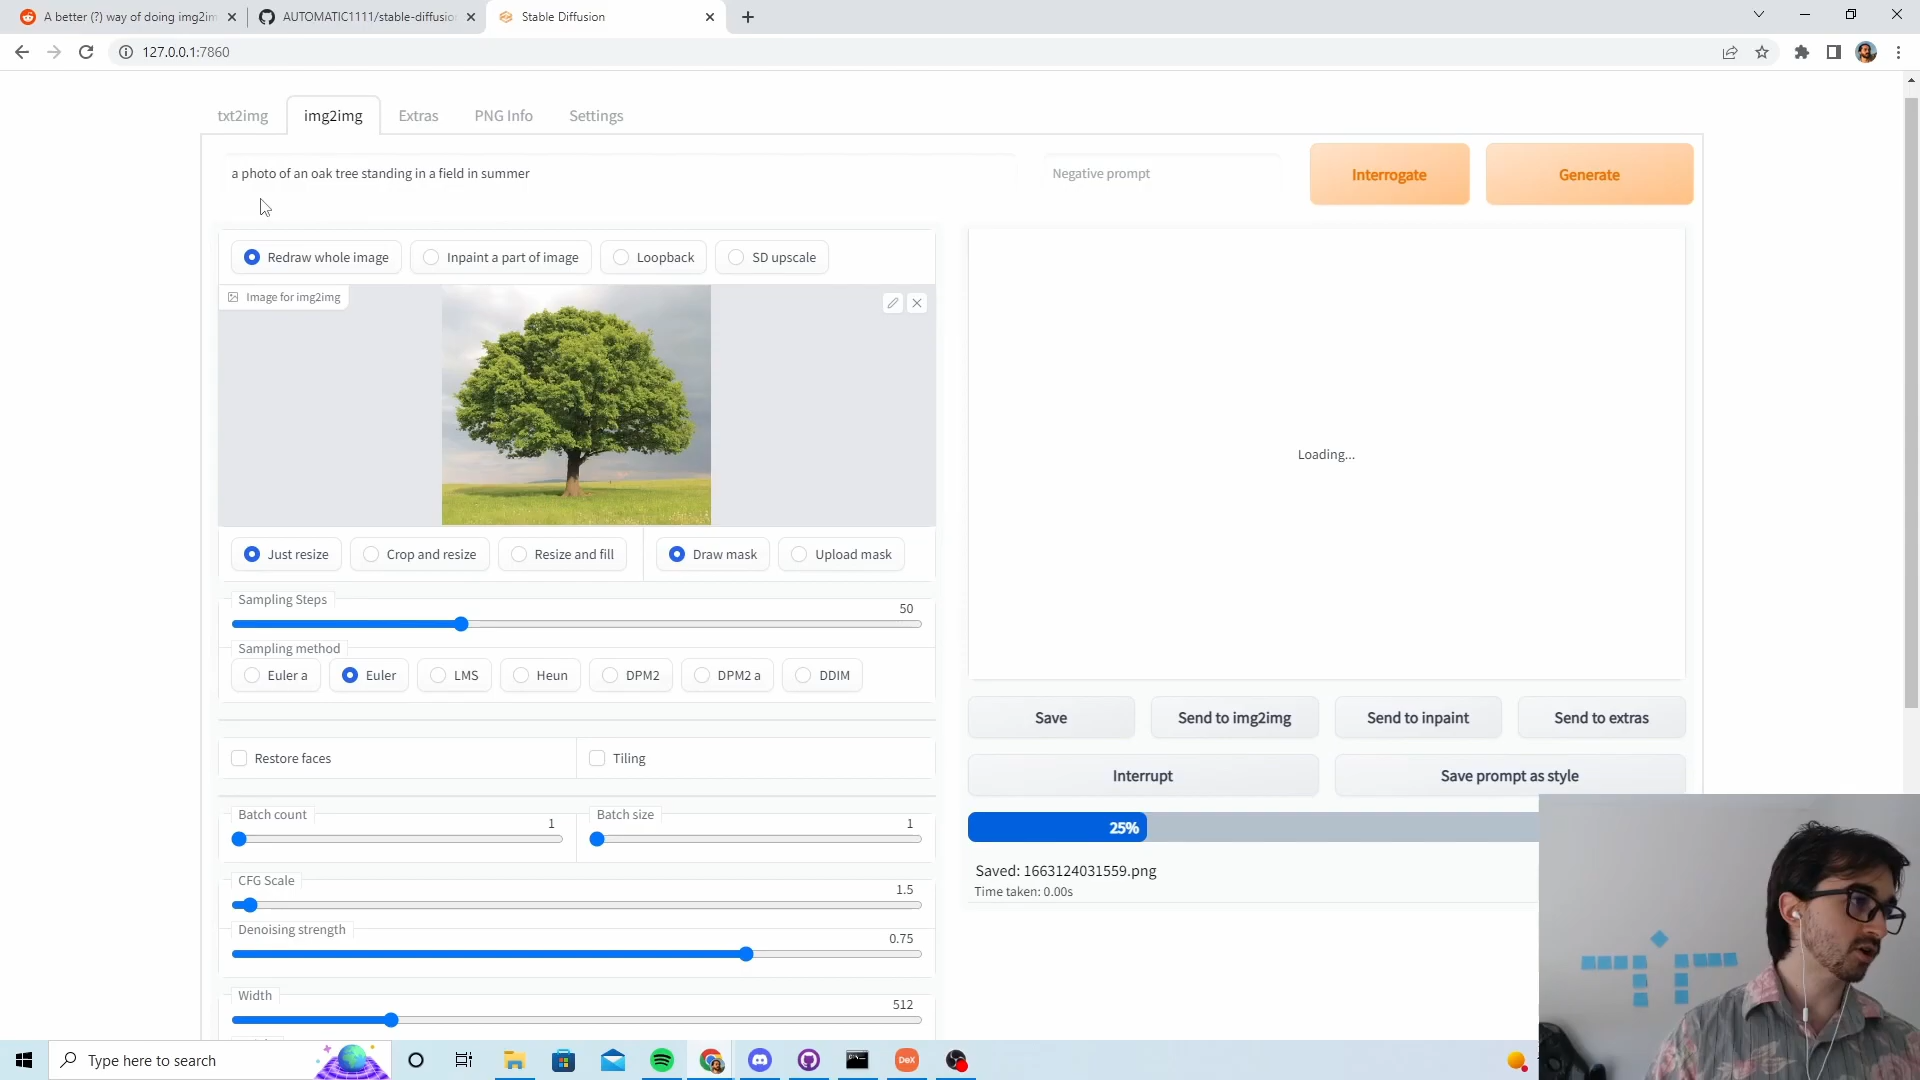 A better (?) way of doing img2im
AUTOMATIC1111/stable-diffusion
Stable Diffusion
127.0.0.1:7860
txt2img
img2img
Extras
PNG Info
Settings
a photo of an oak tree standing in a field in summer
Negative prompt
Interrogate
Generate
Redraw whole image
Inpaint a part of image
Loopback
SD upscale
Image for img2img
Loading...
Just resize
Crop and resize
Resize and fill
Draw mask
Upload mask
Sampling Steps
50
Sampling method
Euler a
Euler
LMS
Heun
DPM2
DPM2 a
DDIM
Save
Send to img2img
Send to inpaint
Send to extras
Restore faces
Tiling
Interrupt
Save prompt as style
Batch count
1
Batch size
1
25%
Saved: 1663124031559.png
Time taken: 0.00s
CFG Scale
1.5
Denoising strength
0.75
Width
512
Type here to search
DeX